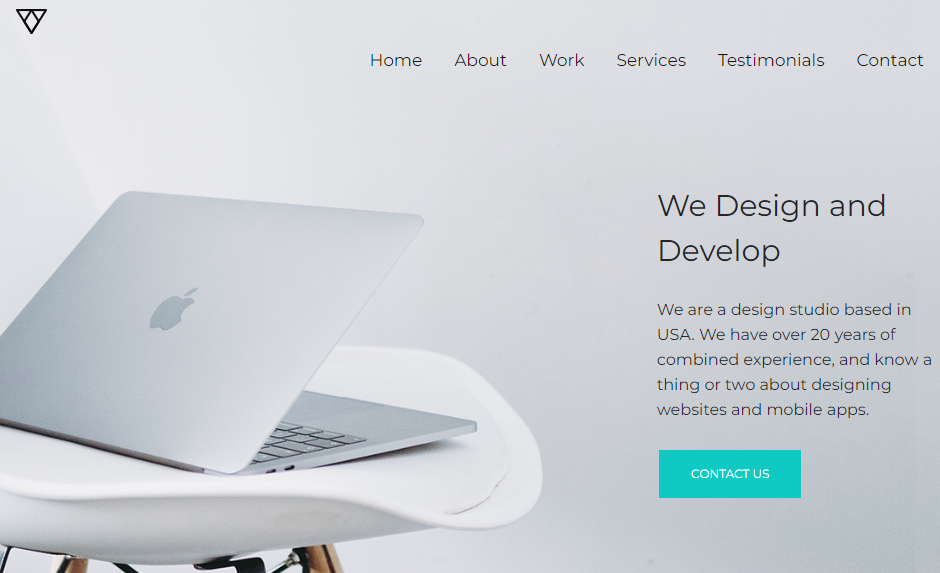 Home About Work Services Testimonials Contact
We Design and
Develop
We are a design studio based in
USA. We have over 20 years of
combined experience, and know a
thing or two about designing
websites and mobile apps.
CONTACT US